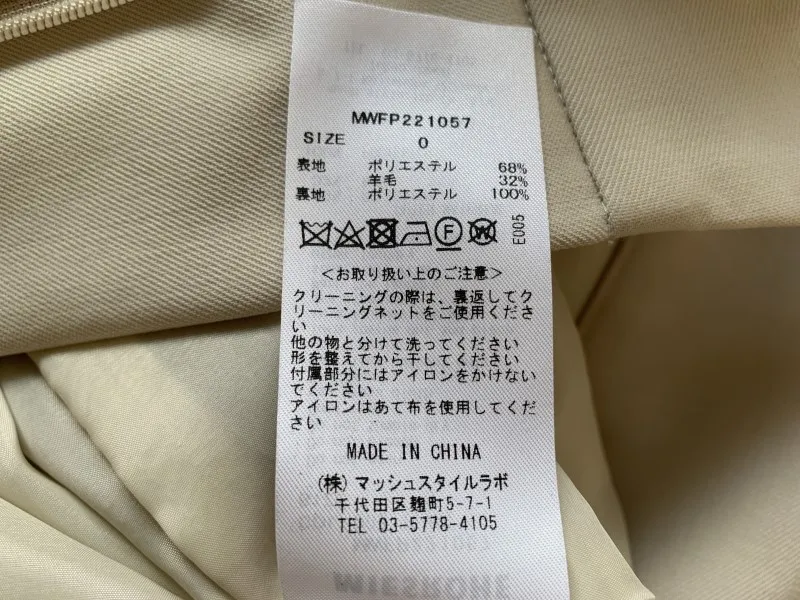 MWFP221057
SIZE 0
表地 ポリエステル 68%
羊毛 32%
裏地 ポリエステル 100%
F W E005
＜お取り扱い上のご注意＞
クリーニングの際は、裏返してク
リーニングネットをご使用くださ
い
他の物と分けて洗ってください
形を整えてから干してください
付属部分にはアイロンをかけない
でください
アイロンはあて布を使用してくだ
さい
MADE IN CHINA
(株) マッシュスタイルラボ
千代田区麹町5-7-1
TEL 03-5778-4105